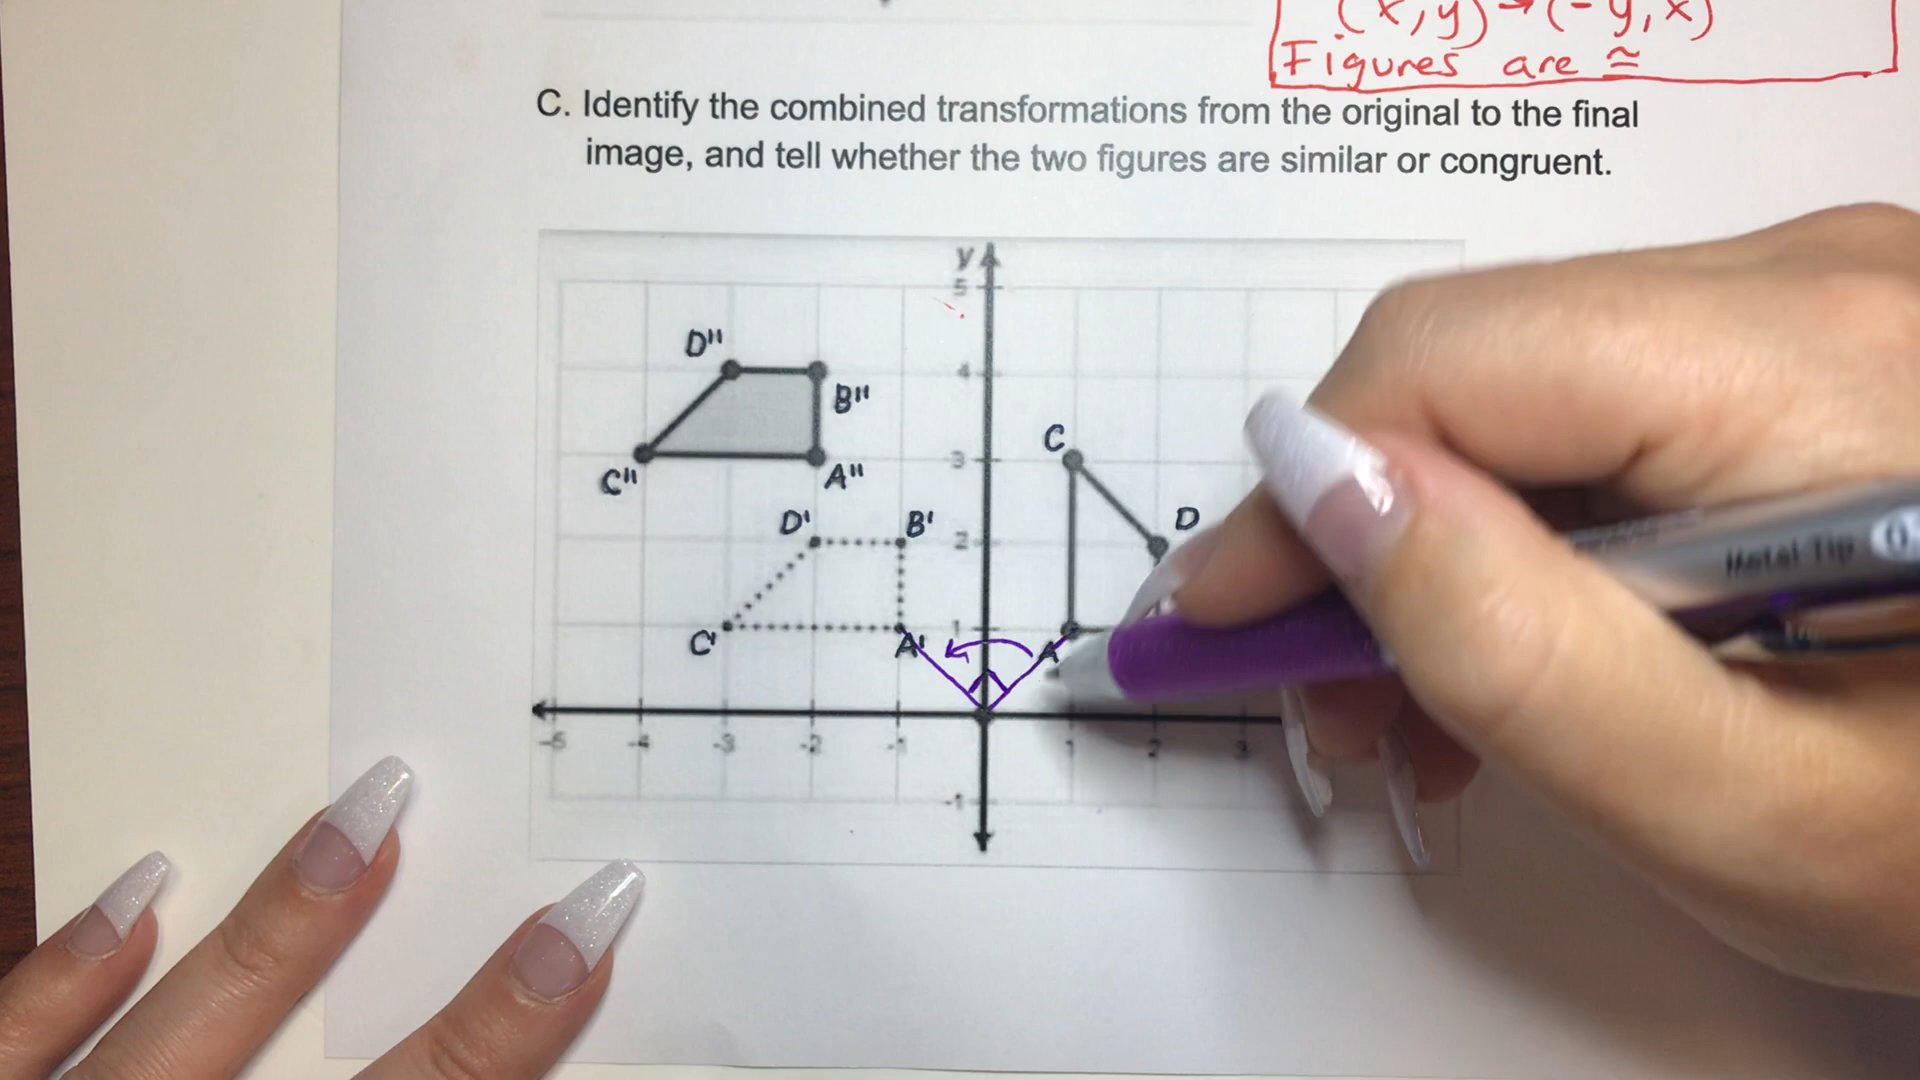 (x,y)→(-y,x)
Figures are ≅
C. Identify the combined transformations from the original to the final
image, and tell whether the two figures are similar or congruent.
y
5
D"
4
B"
C
3
C"
A"
D
D'
B'
2
1
C'
A'
A
-5 -4 -3 -2 -1 1 2 3
-1
Metal Tip